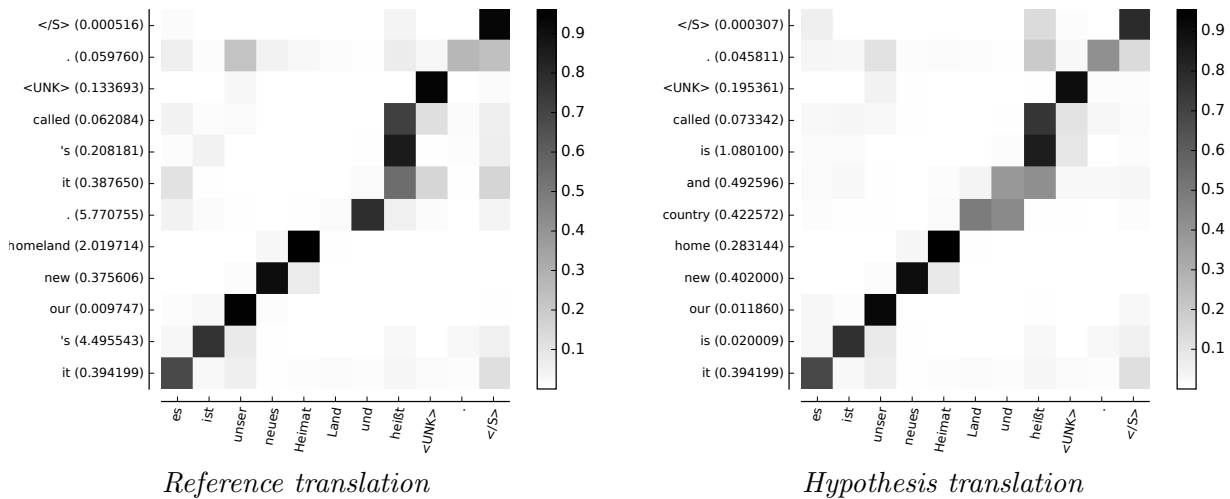 </S> (0.000516)
. (0.059760)
<UNK> (0.133693)
called (0.062084)
's (0.208181)
it (0.387650)
. (5.770755)
homeland (2.019714)
new (0.375606)
our (0.009747)
's (4.495543)
it (0.394199)
es ist unser neues Heimat Land und heißt <UNK> . </S>
0.9
0.8
0.7
0.6
0.5
0.4
0.3
0.2
0.1
Reference translation
</S> (0.000307)
. (0.045811)
<UNK> (0.195361)
called (0.073342)
is (1.080100)
and (0.492596)
country (0.422572)
home (0.283144)
new (0.402000)
our (0.011860)
is (0.020009)
it (0.394199)
es ist unser neues Heimat Land und heißt <UNK> . </S>
0.9
0.8
0.7
0.6
0.5
0.4
0.3
0.2
0.1
Hypothesis translation